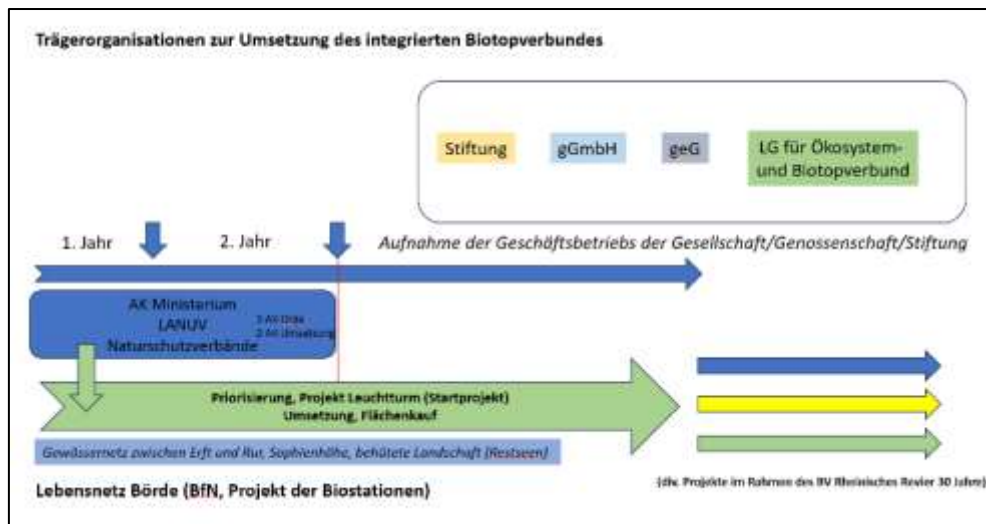 Trägerorganisationen zur Umsetzung des integrierten Biotopverbundes
Stiftung
gGmbH
geG
LG für Ökosystem-
und Biotopverbund
1. Jahr
2. Jahr
Aufnahme der Geschäftsbetriebs der Gesellschaft/Genossenschaft/Stiftung
AK Ministerium
LANUV
Naturschutzverbände
2 AK Umsetzung
Priorisierung, Projekt Leuchtturm (Startprojekt)
Umsetzung, Flächenkauf
Gewässernetz zwischen Erft und Rur, Sophienhöhe, behütete Landschaft (Restseen)
Lebensnetz Börde (BfN, Projekt der Biostationen)
(div. Projekte im Rahmen des BV Rheinisches Revier 30 Jahre)